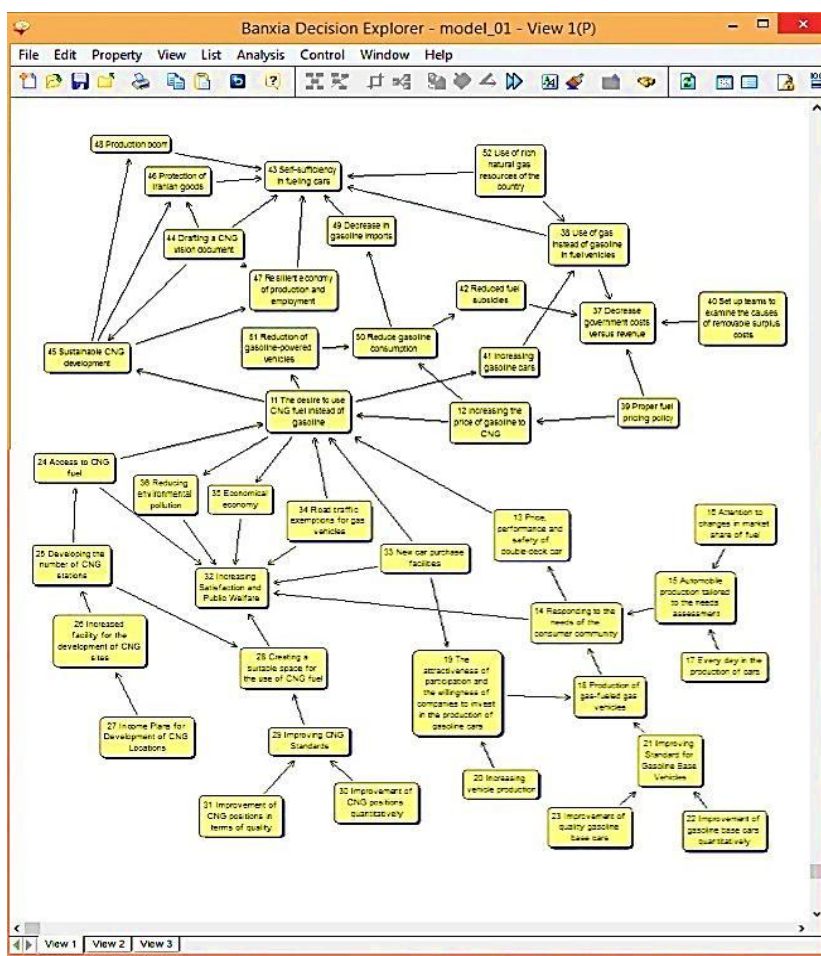 Banxia Decision Explorer - model_01 - View 1(P)
File Edit Property View List Analysis Control Window Help
48 Production boom
46 Protection of
Iranian goods
43 Self-sufficiency
in fueling cars
52 Use of rich
natural gas
resources of the
country
44 Drafting a CNG
vision document
49 Decrease in
gasoline imports
38 Use of gas
instead of gasoline
in fuel vehicles
47 Resilient economy
of production and
employment
42 Reduced fuel
subsidies
37 Decrease
government costs
versus revenue
40 Set up teams to
examine the causes
of removable surplus
costs
45 Sustainable CNG
development
51 Reduction of
gasoline-powered
vehicles
50 Reduce gasoline
consumption
41 Increasing
gasoline cars
11 The desire to use
CNG fuel instead of
gasoline
12 Increasing the
price of gasoline to
CNG
39 Proper fuel
pricing policy
24 Access to CNG
fuel
36 Reducing
environmental
pollution
35 Economical
economy
34 Road traffic
exemptions for gas
vehicles
13 Price,
performance and
safety of
double-deck car
16 Attention to
changes in market
share of fuel
25 Developing the
number of CNG
stations
32 Increasing
Satisfaction and
Public Welfare
33 New car purchase
facilities
15 Automobile
production tailored
to the needs
assessment
14 Responding to the
needs of the
consumer community
26 Increased
facility for the
development of CNG
sites
28 Creating a
suitable space for
the use of CNG fuel
19 The
attractiveness of
participation and
the willingness of
companies to invest
in the production of
gasoline cars
17 Every day in the
production of cars
18 Production of
gas-fueled gas
vehicles
27 Income Plans for
Development of CNG
Locations
29 Improving CNG
Standards
21 Improving
Standard for
Gasoline Base
Vehicles
20 Increasing
vehicle production
31 Improvement of
CNG positions in
terms of quality
30 Improvement of
CNG positions
quantitatively
23 Improvement of
quality gasoline
base cars
22 Improvement of
gasoline base cars
quantitatively
View 1 View 2 View 3